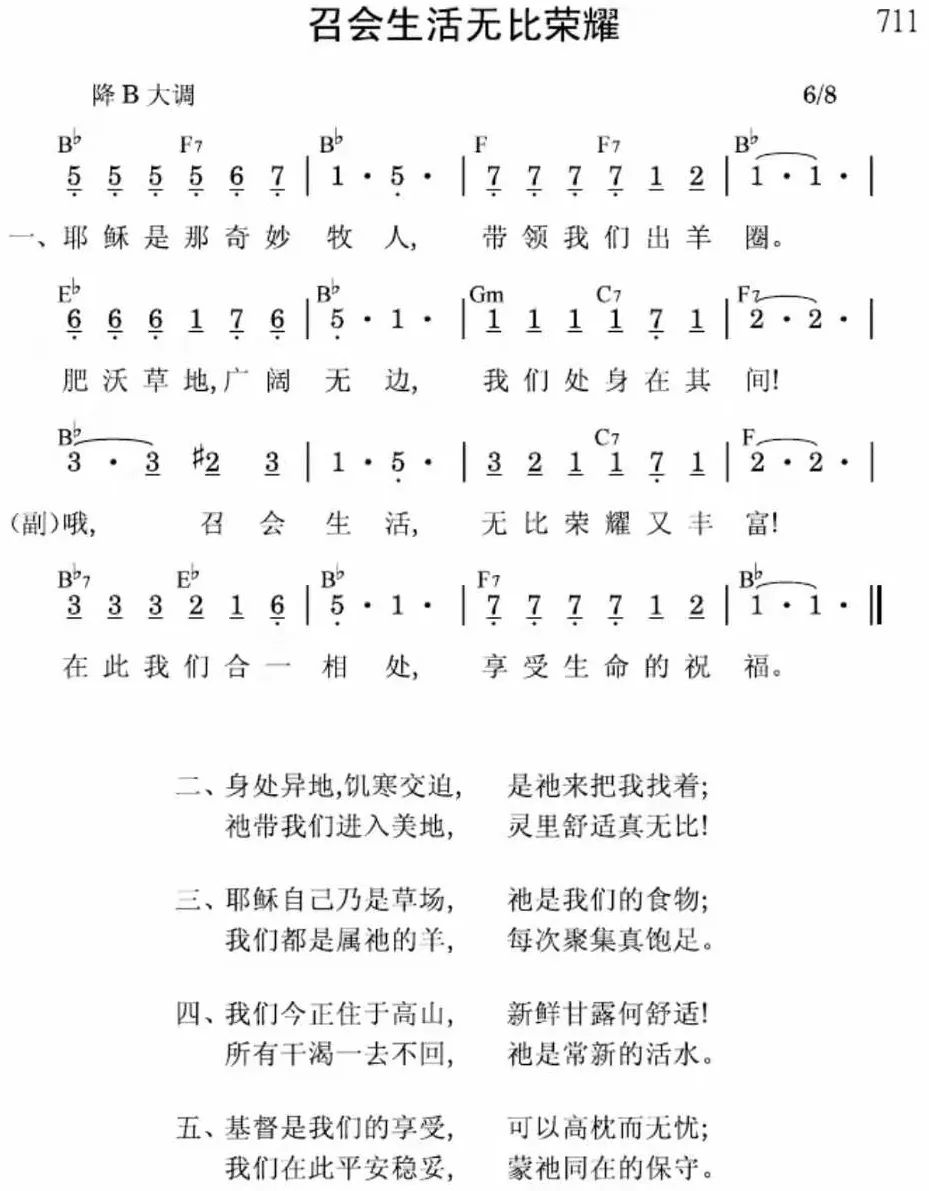 召会生活无比荣耀
711
降 B 大调 6/8
B♭ F7 B♭ F F7 B♭
5 5 5 5 6 7 | 1 · 5 · | 7 7 7 7 1 2 | 1 · 1 · |
一、耶稣是那奇妙 牧人, 带领我们出羊圈。
E♭ B♭ Gm C7 F7
6 6 6 1 7 6 | 5 · 1 · | 1 1 1 1 7 1 | 2 · 2 · |
肥沃草地,广阔 无边, 我们处身在其间!
B♭ C7 F
3 · 3 ♯2 3 | 1 · 5 · | 3 2 1 1 7 1 | 2 · 2 · |
(副)哦, 召会 生活, 无比荣耀又丰富!
B♭7 E♭ B♭ F7 B♭
3 3 3 2 1 6 | 5 · 1 · | 7 7 7 7 1 2 | 1 · 1 · ‖
在此我们合一 相处, 享受生命的祝福。
二、身处异地,饥寒交迫, 是祂来把我找着;
祂带我们进入美地, 灵里舒适真无比!
三、耶稣自己乃是草场, 祂是我们的食物;
我们都是属祂的羊, 每次聚集真饱足。
四、我们今正住于高山, 新鲜甘露何舒适!
所有干渴一去不回, 祂是常新的活水。
五、基督是我们的享受, 可以高枕而无忧;
我们在此平安稳妥, 蒙祂同在的保守。